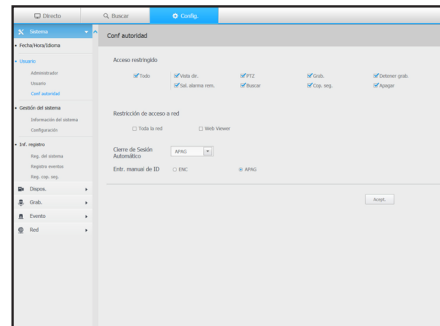 Directo
Buscar
Config.
Sistema
Fecha/Hora/Idioma
Usuario
Administrador
Usuario
Conf autoridad
Gestión del sistema
Información del sistema
Configuración
Inf. registro
Reg. del sistema
Registro eventos
Reg. cop. seg.
Dispos.
Grab.
Evento
Red
Conf autoridad
Acceso restringido
Todo Vista dir. PTZ Grab. Detener grab.
Sal. alarma rem. Buscar Cop. seg. Apagar
Restricción de acceso a red
Toda la red Web Viewer
Cierre de Sesión
Automático
APAG
Entr. manual de ID ENC APAG
Acept.